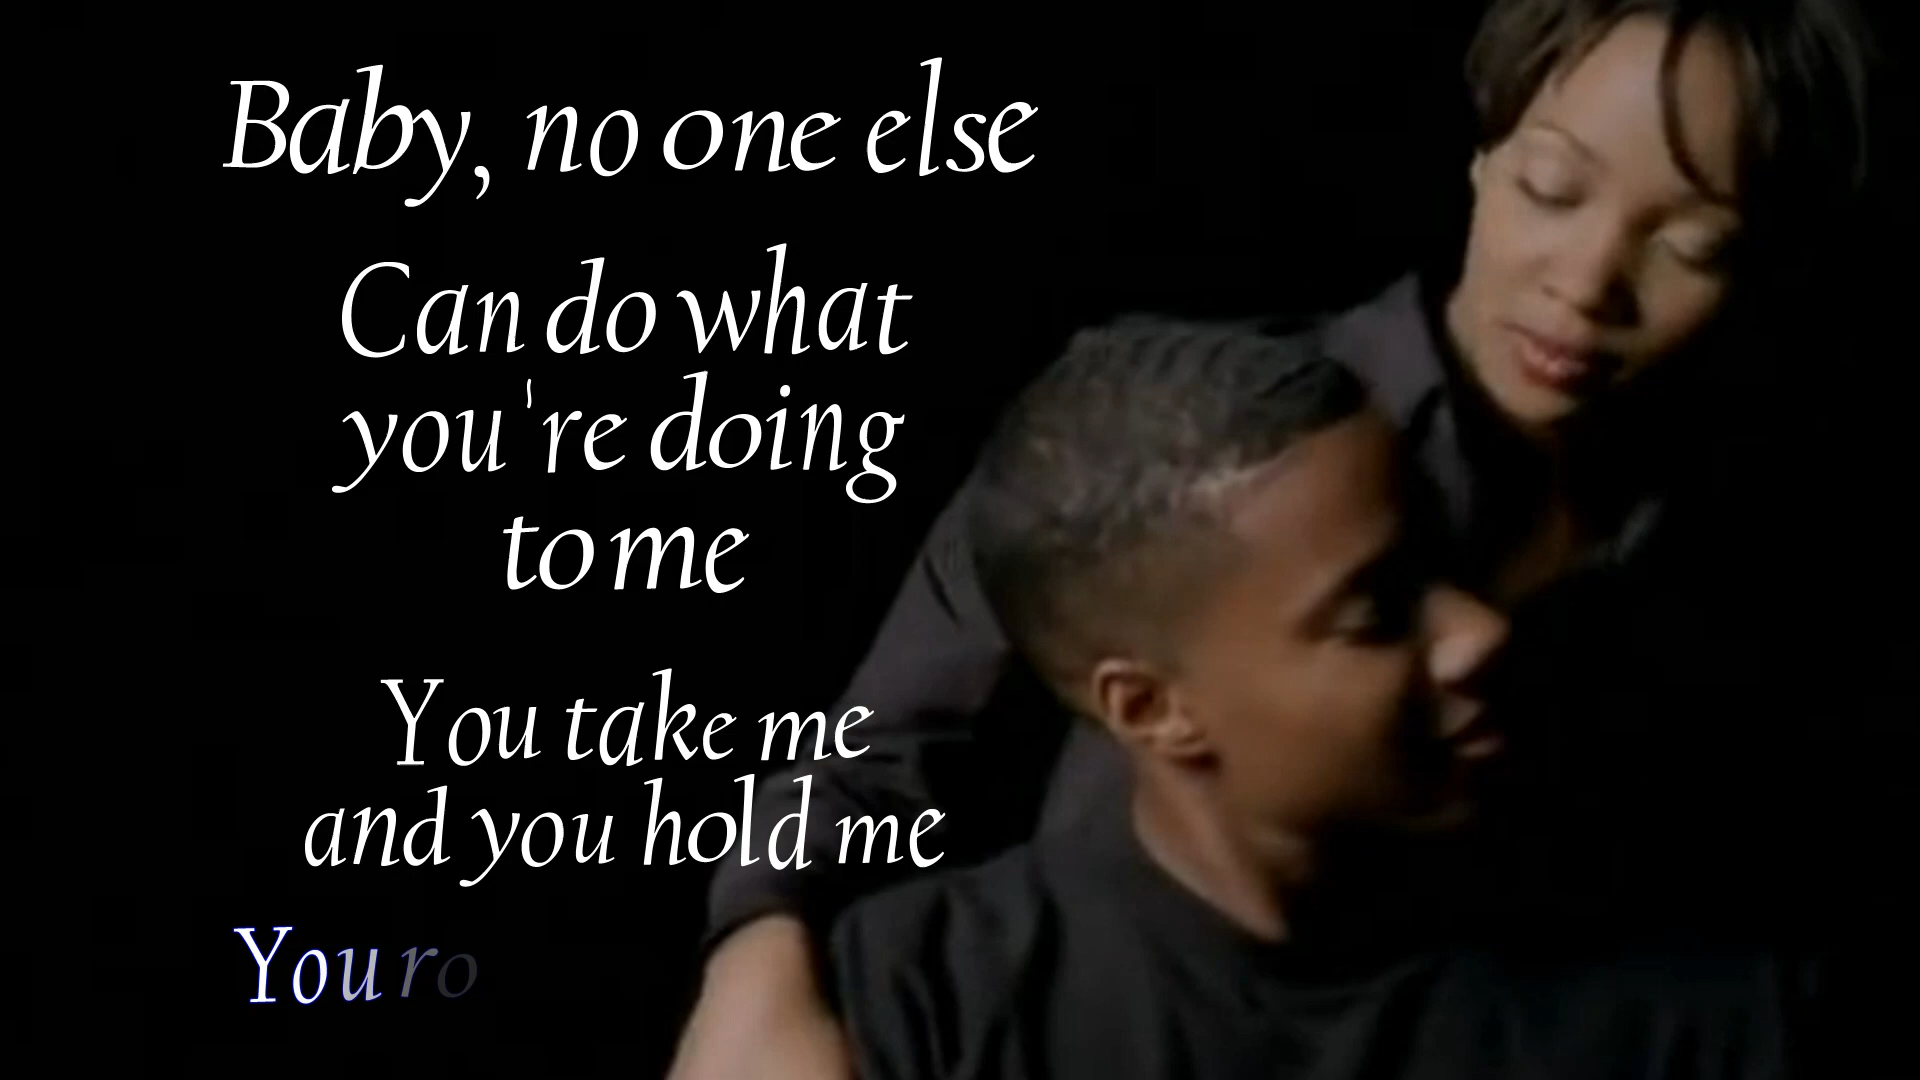 Baby, no one else
Can do what
you're doing
to me
You take me
and you hold me
You ro